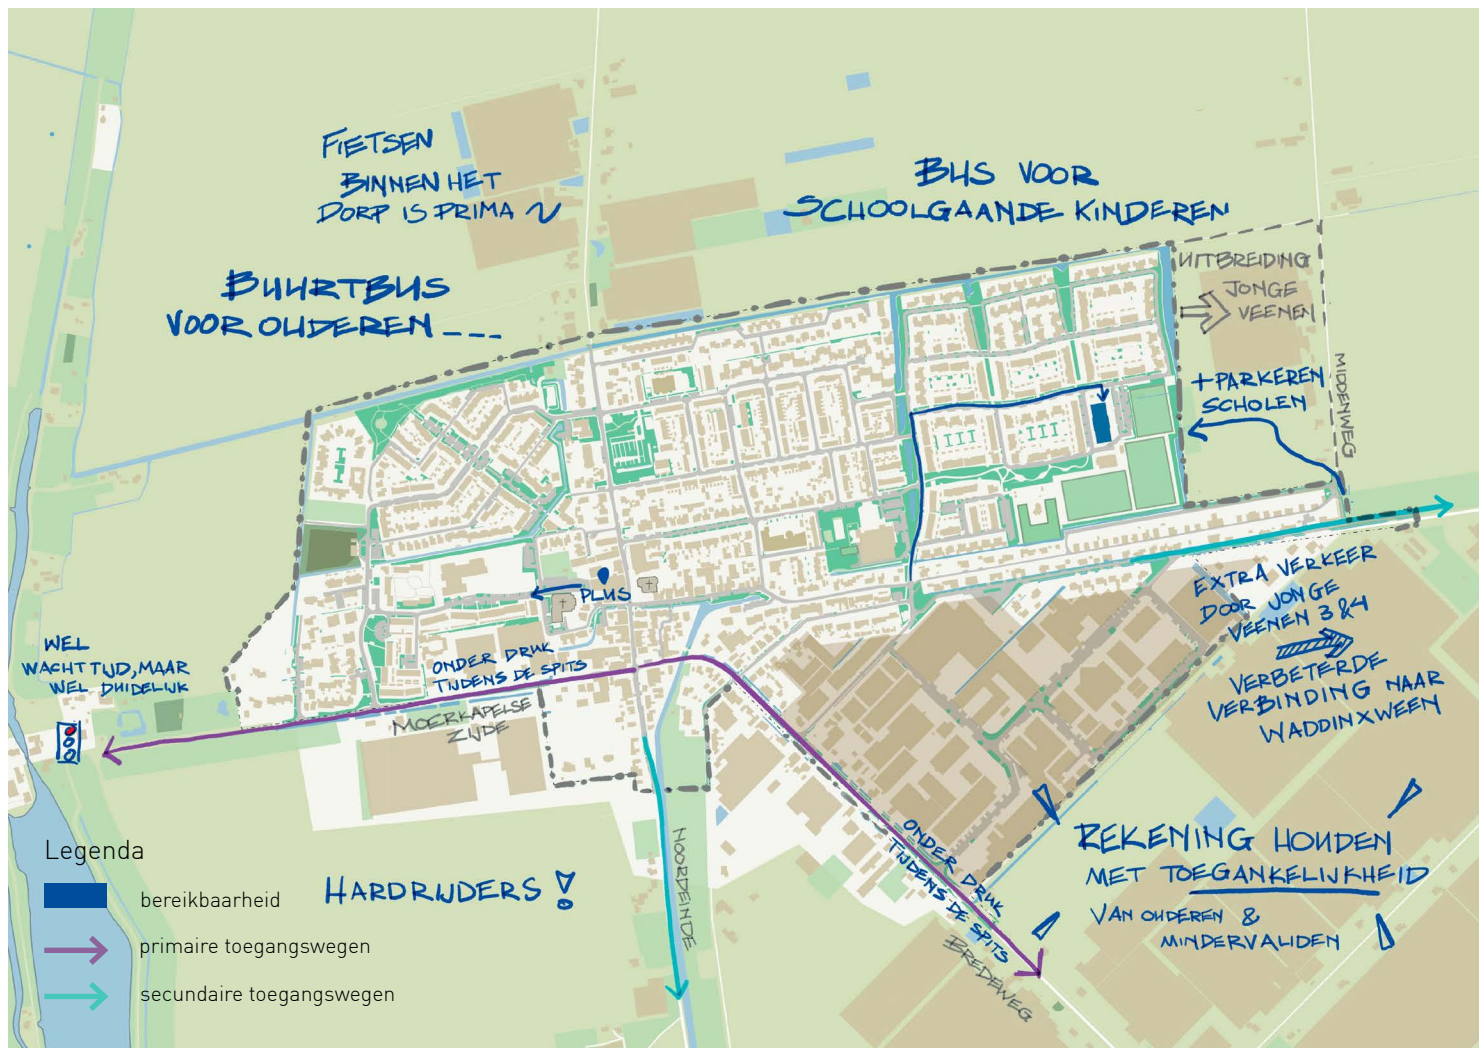 FIETSEN
BINNEN HET
DORP IS PRIMA
BUURTBUS
VOOR OUDEREN ---
BUS VOOR
SCHOOLGAANDE KINDEREN
UITBREIDING
JONGE
VEENEN
+ PARKEREN
SCHOLEN
MIDDENWEG
PLUS
WEL
WACHTTIJD, MAAR
WEL DUIDELIJK
ONDER DRUK
TIJDENS DE SPITS
MOERKAPELSE
ZIJDE
EXTRA VERKEER
DOOR JONGE
VEENEN 3&4
VERBETERDE
VERBINDING NAAR
WADDINXVEEN
NOORDEINDE
ONDER DRUK
TIJDENS DE SPITS
BREDEWEG
REKENING HOUDEN
MET TOEGANKELIJKHEID
VAN OUDEREN &
MINDERVALIDEN
HARDRIJDERS!
Legenda
bereikbaarheid
primaire toegangswegen
secundaire toegangswegen